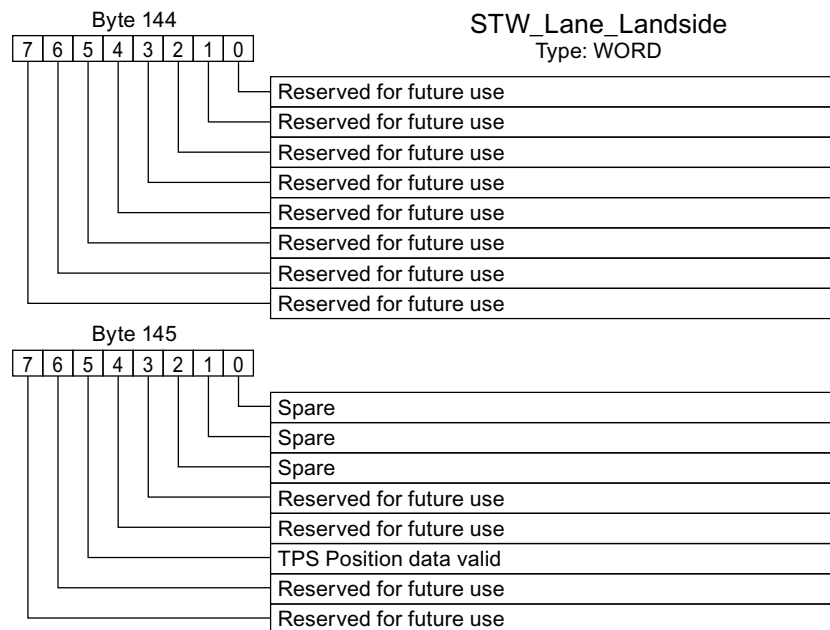 Byte 144
STW_Lane_Landside
Type: WORD
7 6 5 4 3 2 1 0
Reserved for future use
Reserved for future use
Reserved for future use
Reserved for future use
Reserved for future use
Reserved for future use
Reserved for future use
Reserved for future use
Byte 145
7 6 5 4 3 2 1 0
Spare
Spare
Spare
Reserved for future use
Reserved for future use
TPS Position data valid
Reserved for future use
Reserved for future use